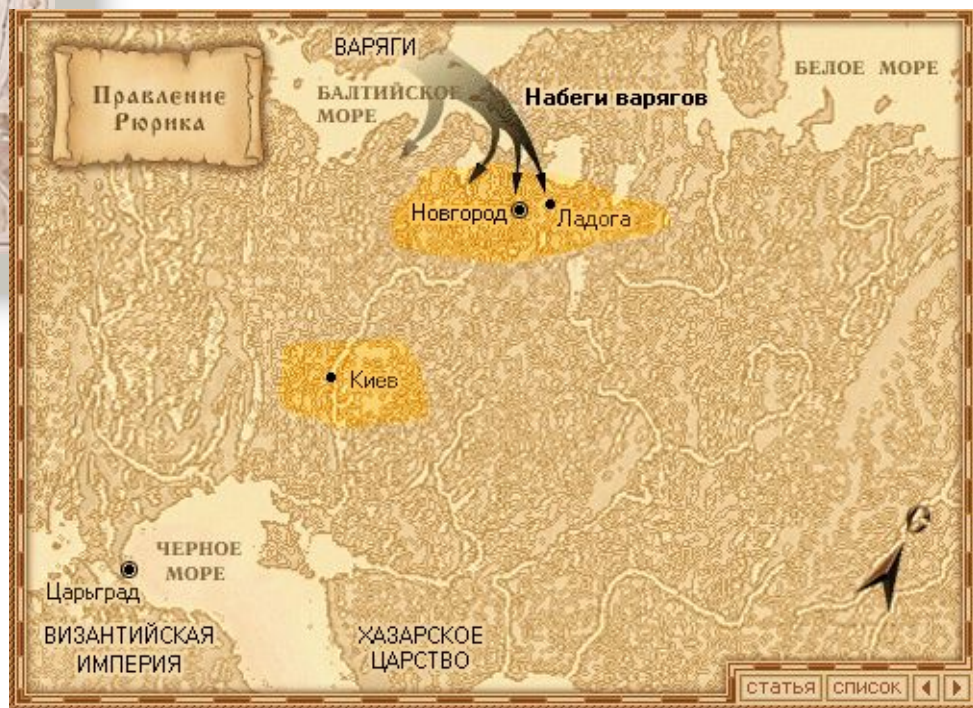 ВАРЯГИ
Правление
Рюрика
БАЛТИЙСКОЕ
МОРЕ
Набеги варягов
БЕЛОЕ МОРЕ
Новгород
Ладога
Киев
ЧЕРНОЕ
МОРЕ
Царьград
ВИЗАНТИЙСКАЯ
ИМПЕРИЯ
ХАЗАРСКОЕ
ЦАРСТВО
С
статья список